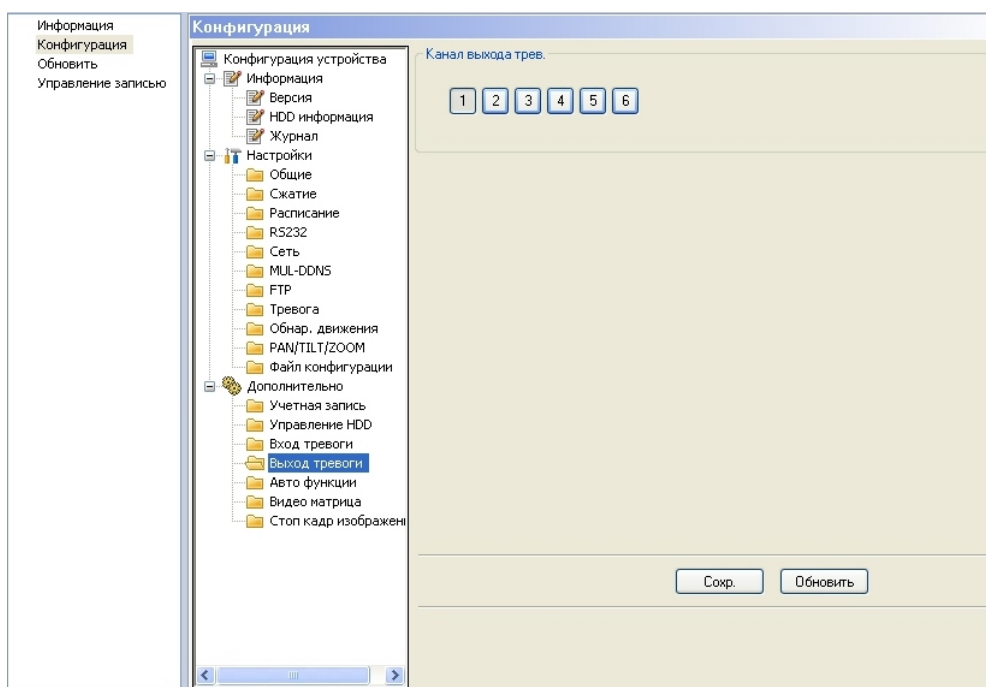 Информация
Конфигурация
Обновить
Управление записью
Конфигурация
Конфигурация устройства
Информация
Версия
HDD информация
Журнал
Настройки
Общие
Сжатие
Расписание
RS232
Сеть
MUL-DDNS
FTP
Тревога
Обнар. движения
PAN/TILT/ZOOM
Файл конфигурации
Дополнительно
Учетная запись
Управление HDD
Вход тревоги
Выход тревоги
Авто функции
Видео матрица
Стоп кадр изображени
Канал выхода трев.
1 2 3 4 5 6
Сохр. Обновить